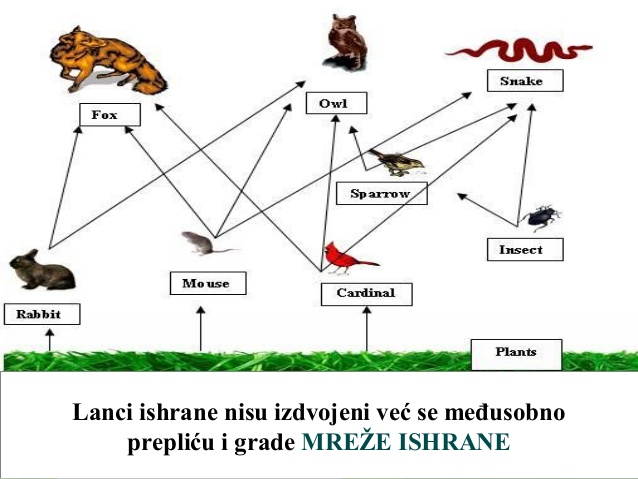 Fox
Owl
Snake
Sparrow
Insect
Mouse
Cardinal
Rabbit
Plants
Lanci ishrane nisu izdvojeni već se međusobno
prepliću i grade MREŽE ISHRANE